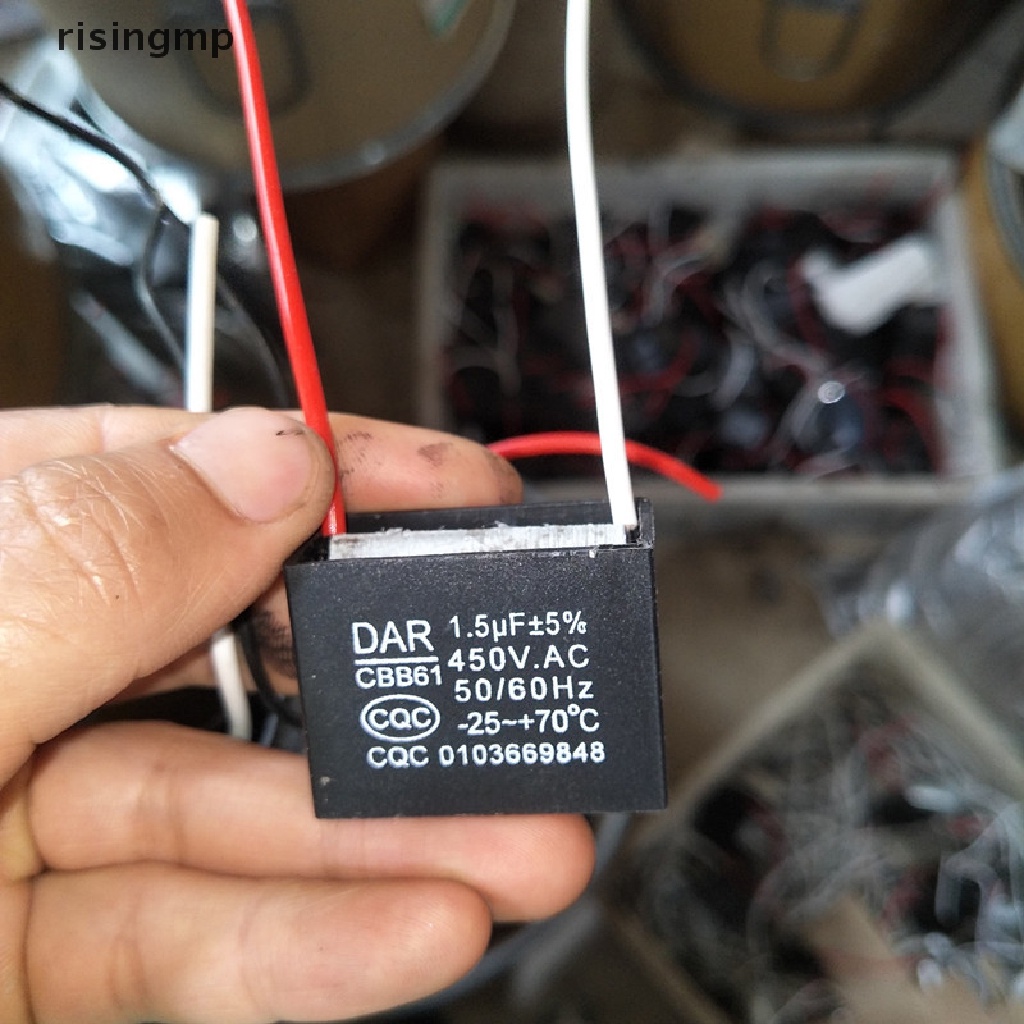 risingmp
DAR 1.5µF±5%
CBB61 450V.AC
50/60Hz
CQC -25~+70°C
CQC 0103669848